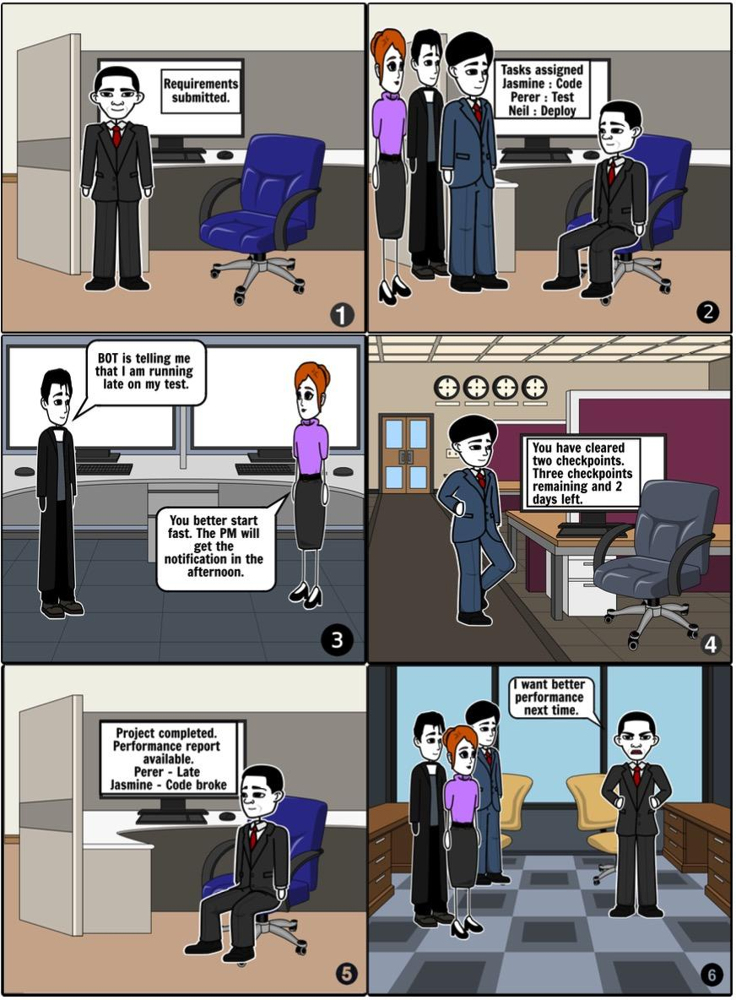 Requirements
submitted.
1
Tasks assigned
Jasmine : Code
Perer : Test
Neil : Deploy
2
BOT is telling me
that I am running
late on my test.
You better start
fast. The PM will
get the
notification in the
afternoon.
3
You have cleared
two checkpoints.
Three checkpoints
remaining and 2
days left.
4
Project completed.
Performance report
available.
Perer - Late
Jasmine - Code broke
5
I want better
performance
next time.
6